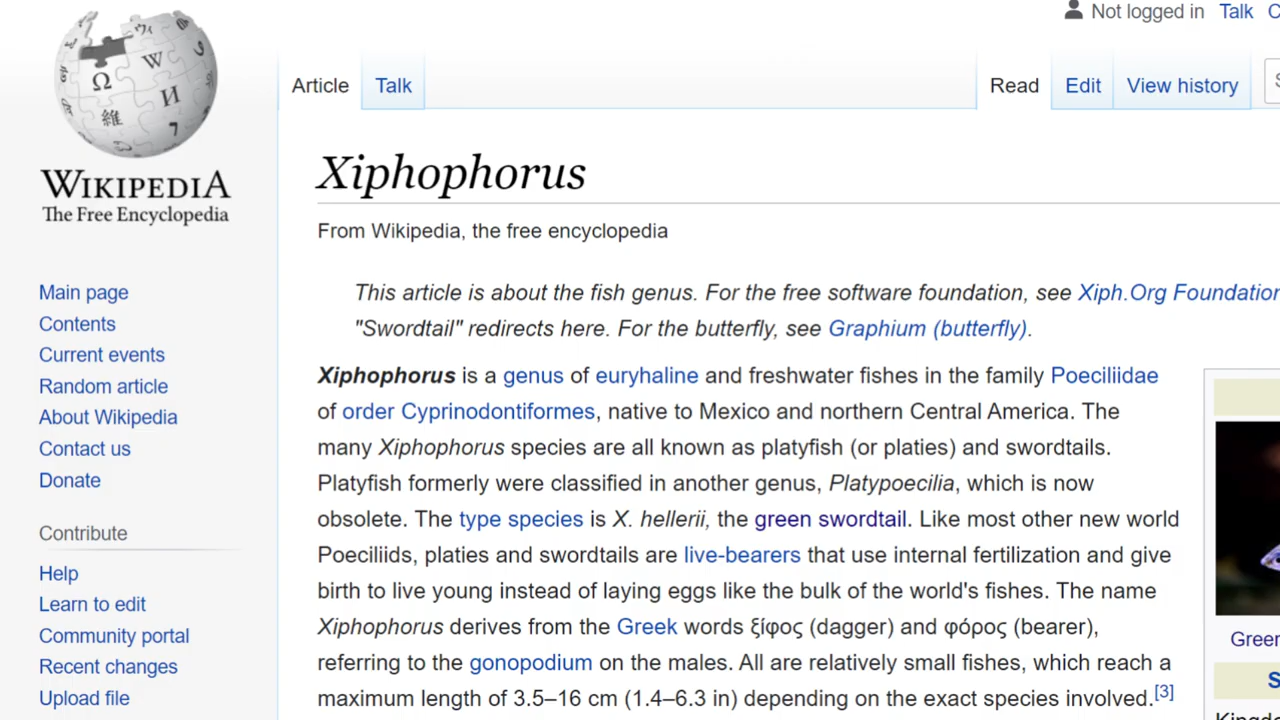 Not logged in Talk
Article Talk Read Edit View history
WIKIPEDIA
The Free Encyclopedia
Xiphophorus
From Wikipedia, the free encyclopedia
Main page
Contents
Current events
Random article
About Wikipedia
Contact us
Donate
Contribute
Help
Learn to edit
Community portal
Recent changes
Upload file
This article is about the fish genus. For the free software foundation, see Xiph.Org Foundation
"Swordtail" redirects here. For the butterfly, see Graphium (butterfly).
Xiphophorus is a genus of euryhaline and freshwater fishes in the family Poeciliidae
of order Cyprinodontiformes, native to Mexico and northern Central America. The
many Xiphophorus species are all known as platyfish (or platies) and swordtails.
Platyfish formerly were classified in another genus, Platypoecilia, which is now
obsolete. The type species is X. hellerii, the green swordtail. Like most other new world
Poeciliids, platies and swordtails are live-bearers that use internal fertilization and give
birth to live young instead of laying eggs like the bulk of the world's fishes. The name
Xiphophorus derives from the Greek words ξίφος (dagger) and φόρος (bearer),
referring to the gonopodium on the males. All are relatively small fishes, which reach a
maximum length of 3.5–16 cm (1.4–6.3 in) depending on the exact species involved.[3]